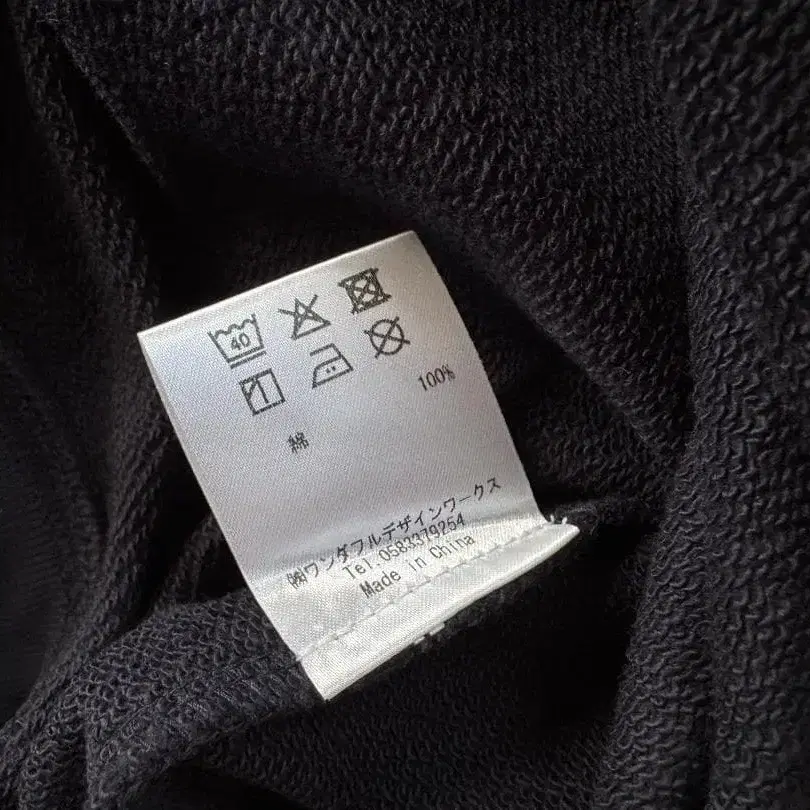 40
綿 100%
㈱ワンダフルデザインワークス
Tel.0583379254
Made in China